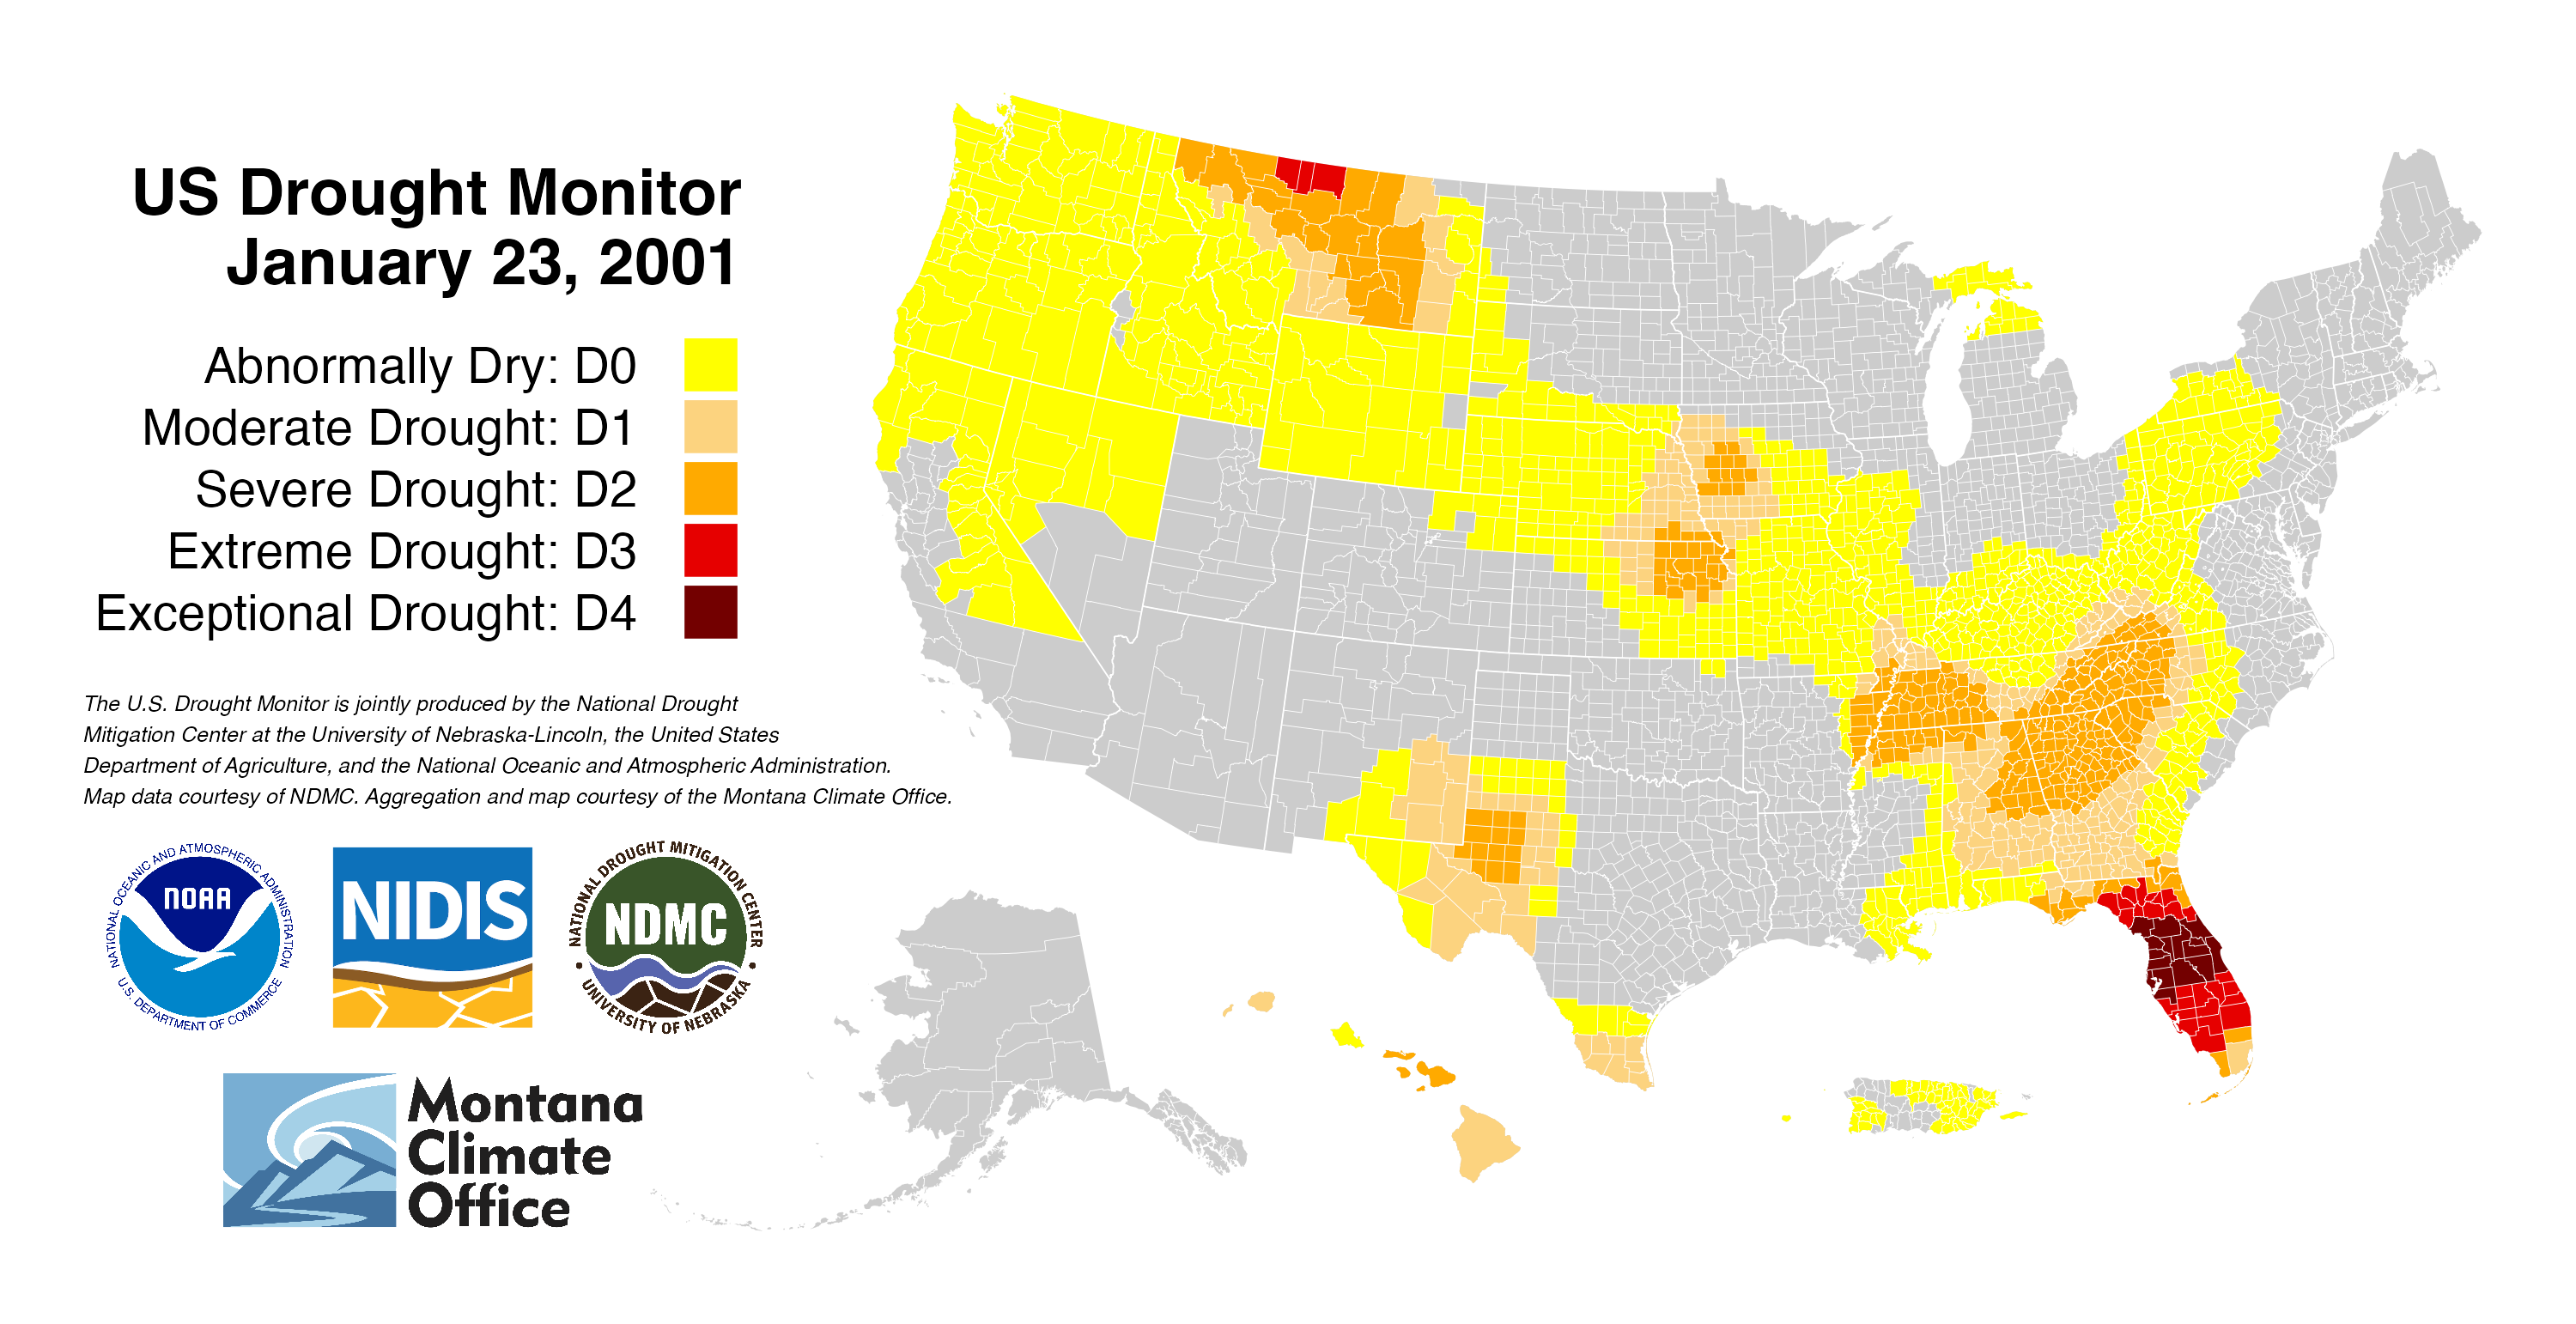 US Drought Monitor
January 23, 2001
Abnormally Dry: D0
Moderate Drought: D1
Severe Drought: D2
Extreme Drought: D3
Exceptional Drought: D4
The U.S. Drought Monitor is jointly produced by the National Drought
Mitigation Center at the University of Nebraska-Lincoln, the United States
Department of Agriculture, and the National Oceanic and Atmospheric Administration.
Map data courtesy of NDMC. Aggregation and map courtesy of the Montana Climate Office.
NATIONAL OCEANIC AND ATMOSPHERIC ADMINISTRATION
NOAA
U.S. DEPARTMENT OF COMMERCE
NIDIS
NATIONAL DROUGHT MITIGATION CENTER
NDMC
UNIVERSITY OF NEBRASKA
Montana
Climate
Office